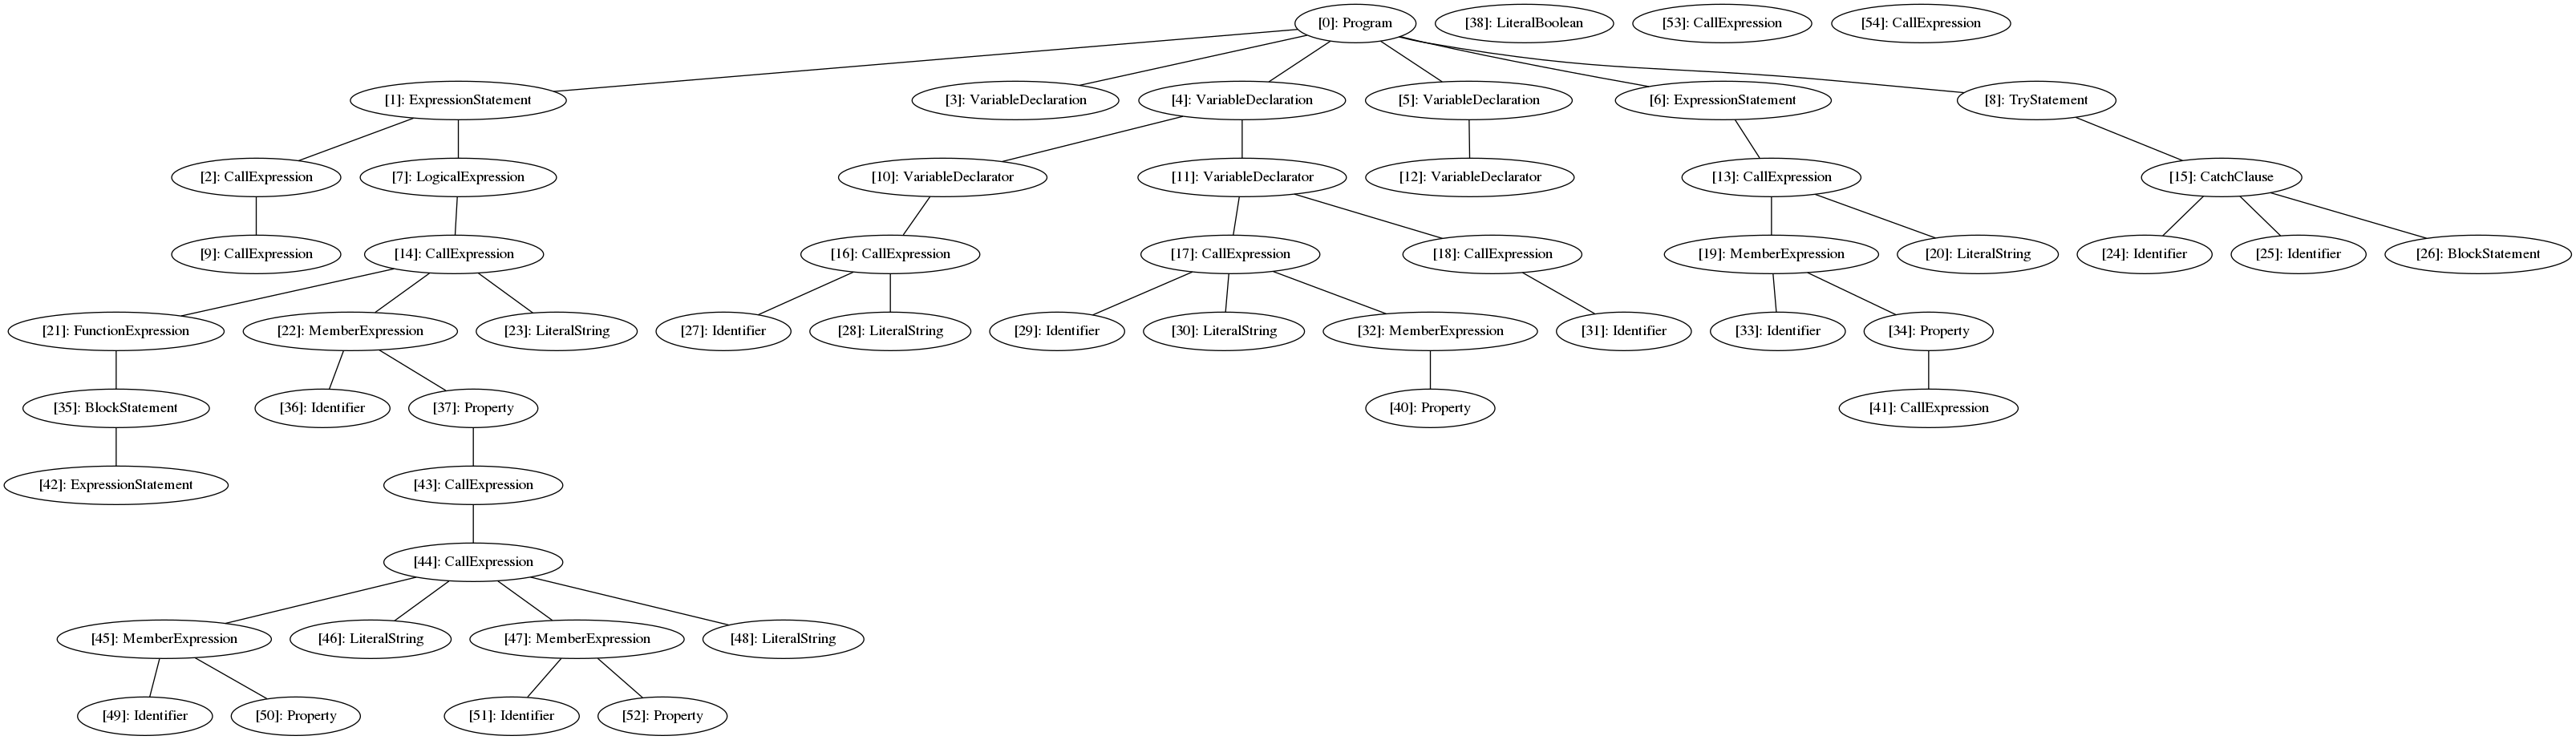 [0]: Program
[38]: LiteralBoolean
[53]: CallExpression
[54]: CallExpression
[1]: ExpressionStatement
[3]: VariableDeclaration
[4]: VariableDeclaration
[5]: VariableDeclaration
[6]: ExpressionStatement
[8]: TryStatement
[2]: CallExpression
[7]: LogicalExpression
[10]: VariableDeclarator
[11]: VariableDeclarator
[12]: VariableDeclarator
[13]: CallExpression
[15]: CatchClause
[9]: CallExpression
[14]: CallExpression
[16]: CallExpression
[17]: CallExpression
[18]: CallExpression
[19]: MemberExpression
[20]: LiteralString
[24]: Identifier
[25]: Identifier
[26]: BlockStatement
[21]: FunctionExpression
[22]: MemberExpression
[23]: LiteralString
[27]: Identifier
[28]: LiteralString
[29]: Identifier
[30]: LiteralString
[32]: MemberExpression
[31]: Identifier
[33]: Identifier
[34]: Property
[35]: BlockStatement
[36]: Identifier
[37]: Property
[40]: Property
[41]: CallExpression
[42]: ExpressionStatement
[43]: CallExpression
[44]: CallExpression
[45]: MemberExpression
[46]: LiteralString
[47]: MemberExpression
[48]: LiteralString
[49]: Identifier
[50]: Property
[51]: Identifier
[52]: Property